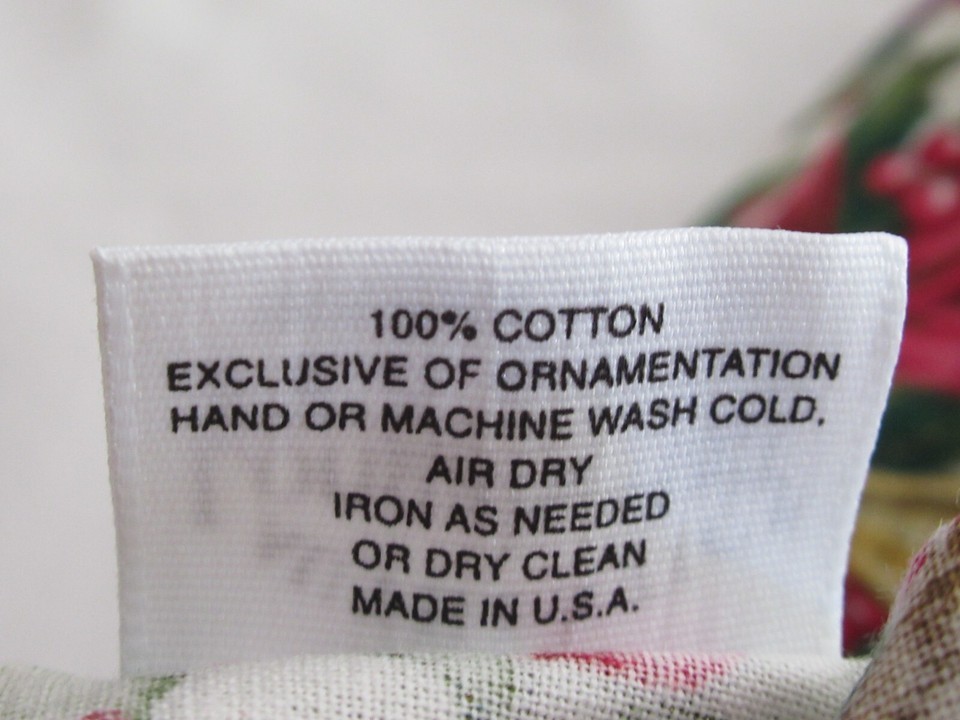 100% COTTON
EXCLUSIVE OF ORNAMENTATION
HAND OR MACHINE WASH COLD.
AIR DRY
IRON AS NEEDED
OR DRY CLEAN
MADE IN U.S.A.